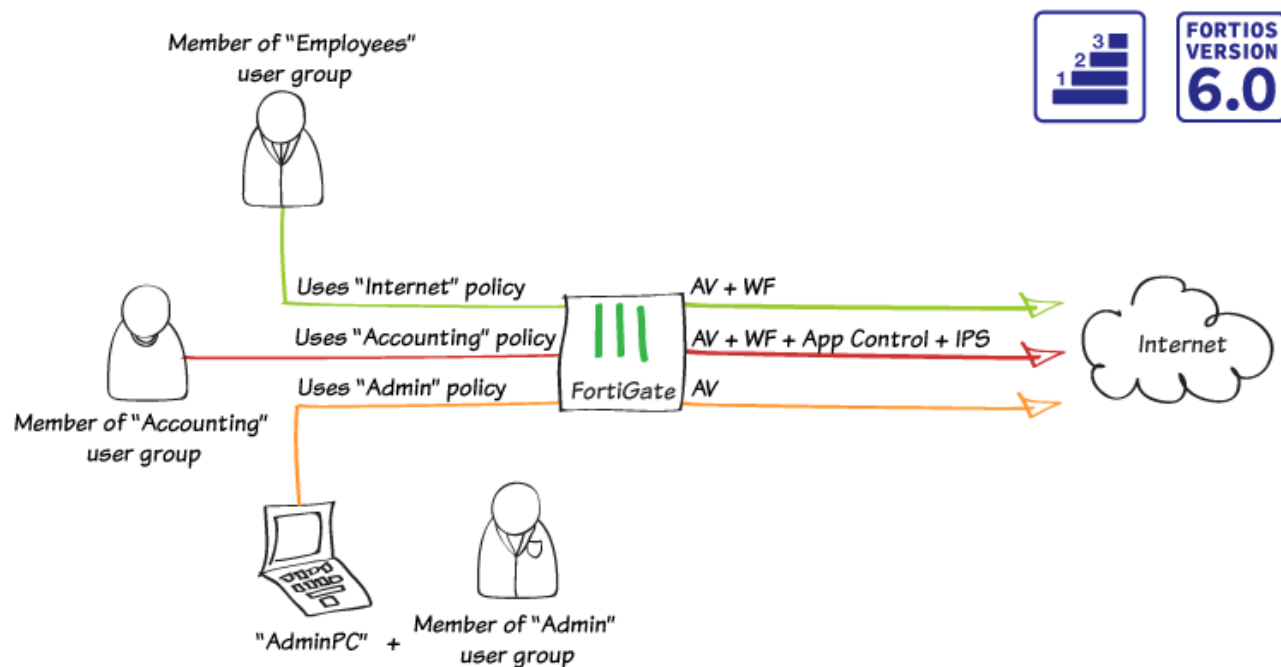 Member of "Employees"
user group
3
2
1
FORTIOS
VERSION
6.0
Uses "Internet" policy
AV + WF
Uses "Accounting" policy
AV + WF + App Control + IPS
Internet
Uses "Admin" policy
FortiGate
AV
Member of "Accounting"
user group
"AdminPC" + Member of "Admin"
user group